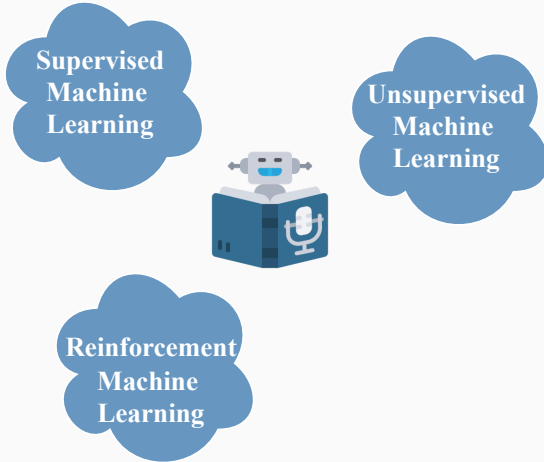 Supervised
Machine
Learning
Unsupervised
Machine
Learning
Reinforcement
Machine
Learning